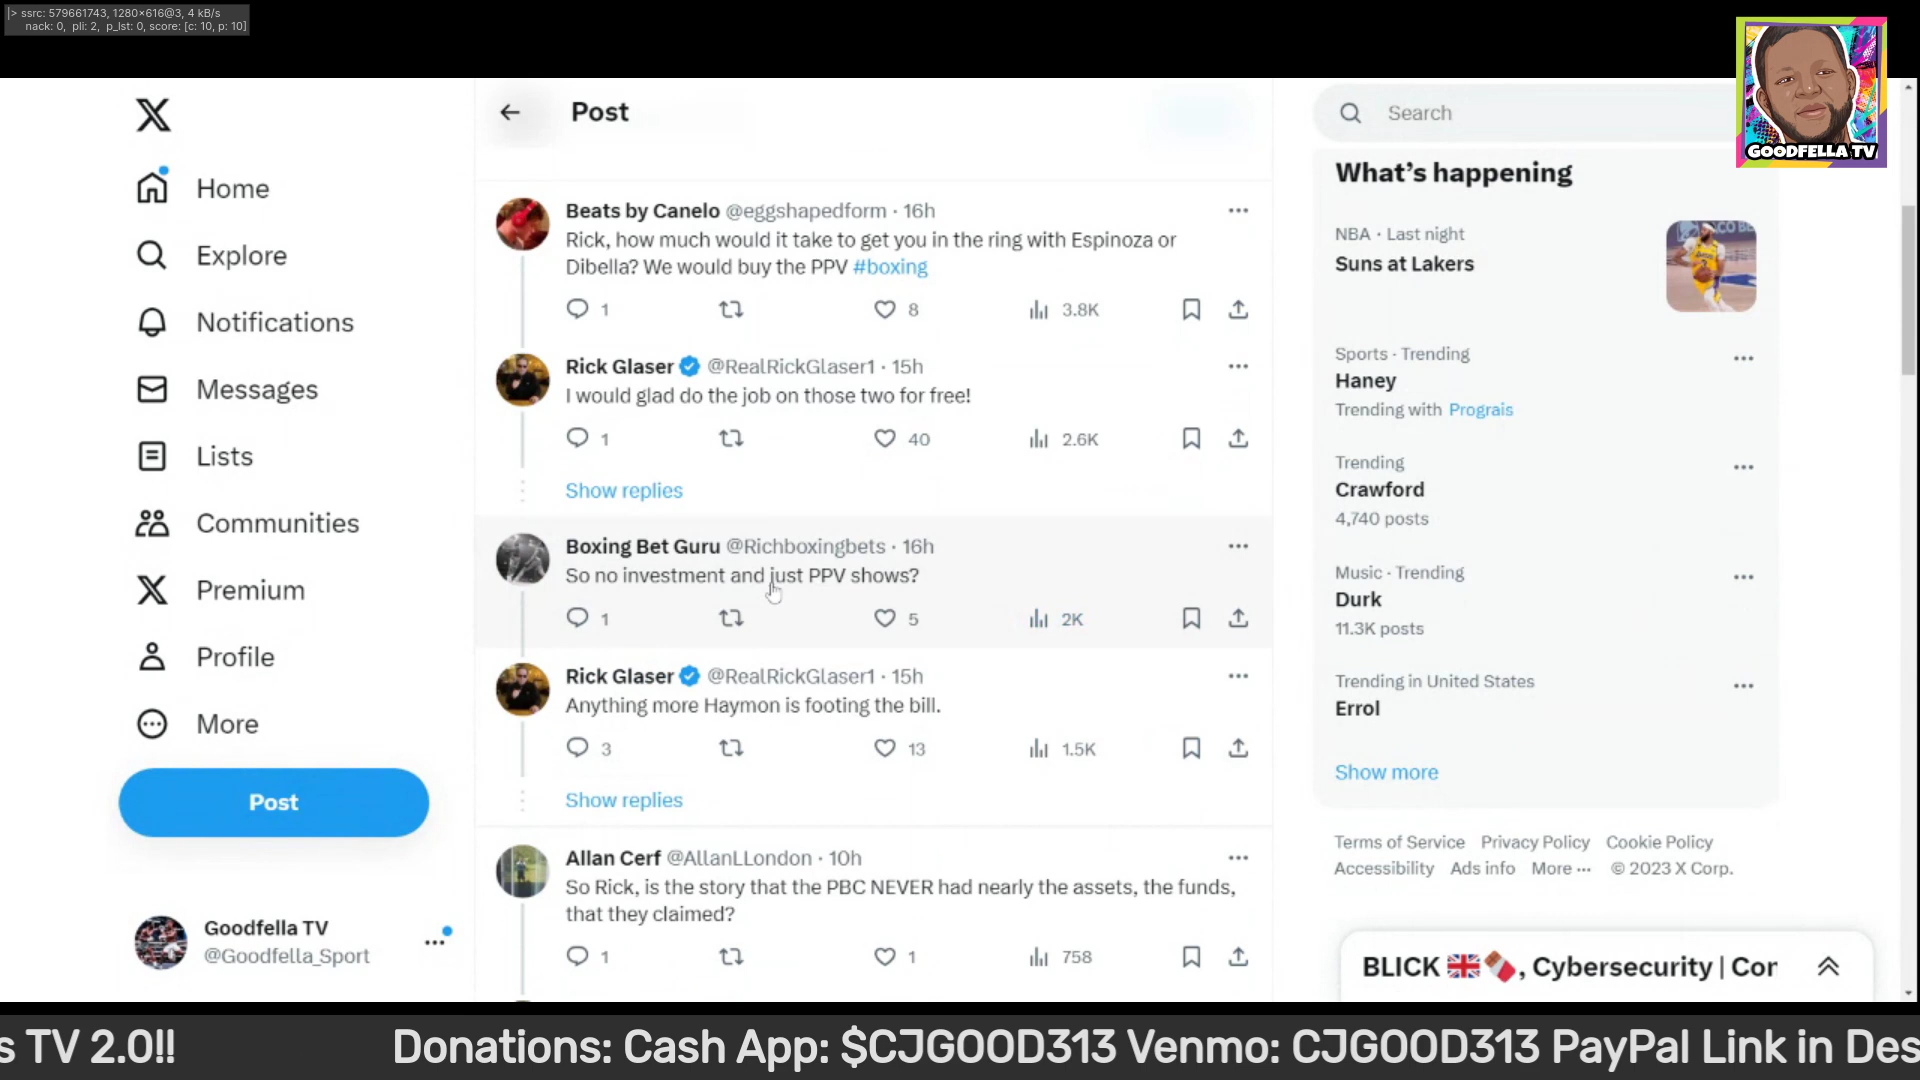 |> ssrc: 579661743, 1280×616@3, 4 kB/s
nack: 0, pli: 2, p_lst: 0, score: [c: 10, p: 10]
GOODFELLA TV
Home
Explore
Notifications
Messages
Lists
Communities
Premium
Profile
More
Post
Goodfella TV
@Goodfella_Sport
Post
Beats by Canelo @eggshapedform · 16h
Rick, how much would it take to get you in the ring with Espinoza or
Dibella? We would buy the PPV #boxing
1 8 3.8K
Rick Glaser @RealRickGlaser1 · 15h
I would glad do the job on those two for free!
1 40 2.6K
Show replies
Boxing Bet Guru @Richboxingbets · 16h
So no investment and just PPV shows?
1 5 2K
Rick Glaser @RealRickGlaser1 · 15h
Anything more Haymon is footing the bill.
3 13 1.5K
Show replies
Allan Cerf @AllanLLondon · 10h
So Rick, is the story that the PBC NEVER had nearly the assets, the funds,
that they claimed?
1 1 758
Search
What's happening
NBA · Last night
Suns at Lakers
Sports · Trending
Haney
Trending with Prograis
Trending
Crawford
4,740 posts
Music · Trending
Durk
11.3K posts
Trending in United States
Errol
Show more
Terms of Service Privacy Policy Cookie Policy
Accessibility Ads info More ··· © 2023 X Corp.
BLICK 🇬🇧🍫, Cybersecurity | Cor
s TV 2.0!! Donations: Cash App: $CJGOOD313 Venmo: CJGOOD313 PayPal Link in Des